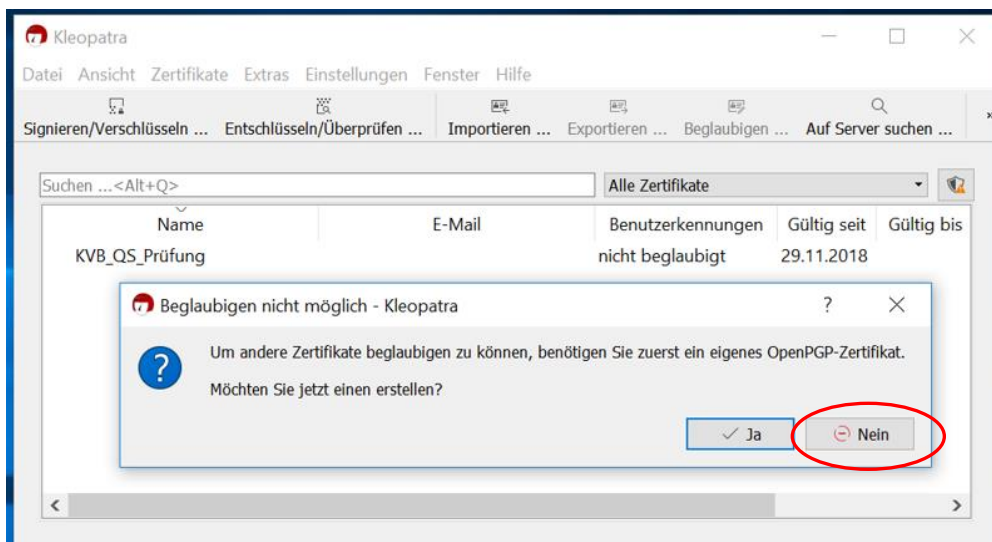 Kleopatra
Datei Ansicht Zertifikate Extras Einstellungen Fenster Hilfe
Signieren/Verschlüsseln ... Entschlüsseln/Überprüfen ... Importieren ... Exportieren ... Beglaubigen ... Auf Server suchen ... »
Suchen ...<Alt+Q> Alle Zertifikate
Name E-Mail Benutzerkennungen Gültig seit Gültig bis
KVB_QS_Prüfung nicht beglaubigt 29.11.2018
Beglaubigen nicht möglich - Kleopatra ?
Um andere Zertifikate beglaubigen zu können, benötigen Sie zuerst ein eigenes OpenPGP-Zertifikat.
Möchten Sie jetzt einen erstellen?
Ja Nein